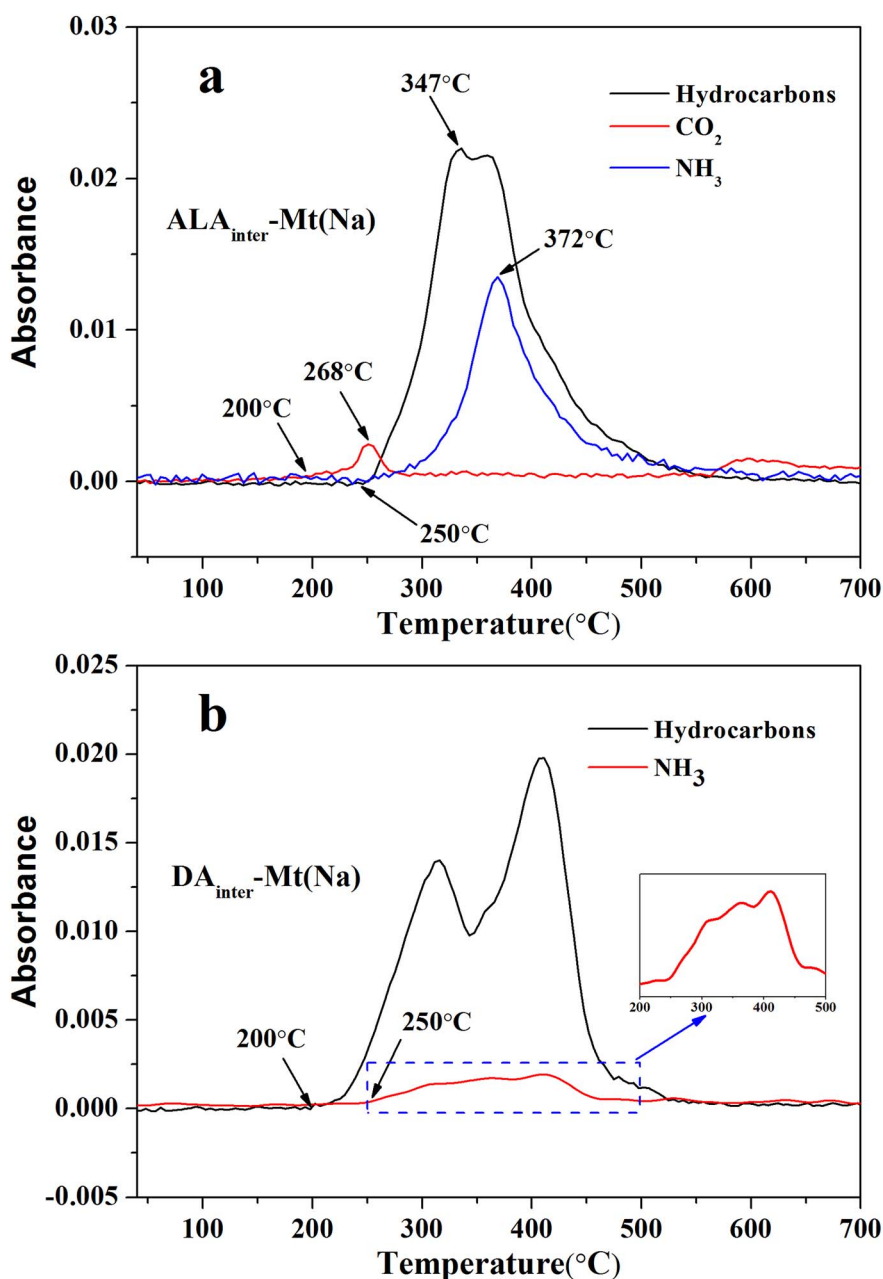 0.03
a
347°C
Hydrocarbons
CO₂
NH₃
0.02
ALAinter-Mt(Na)
372°C
Absorbance
0.01
268°C
200°C
0.00
250°C
100 200 300 400 500 600 700
Temperature(°C)
0.025
b
Hydrocarbons
NH₃
0.020
0.015
DAinter-Mt(Na)
Absorbance
0.010
200 300 400 500
0.005
200°C
250°C
0.000
-0.005
100 200 300 400 500 600 700
Temperature(°C)